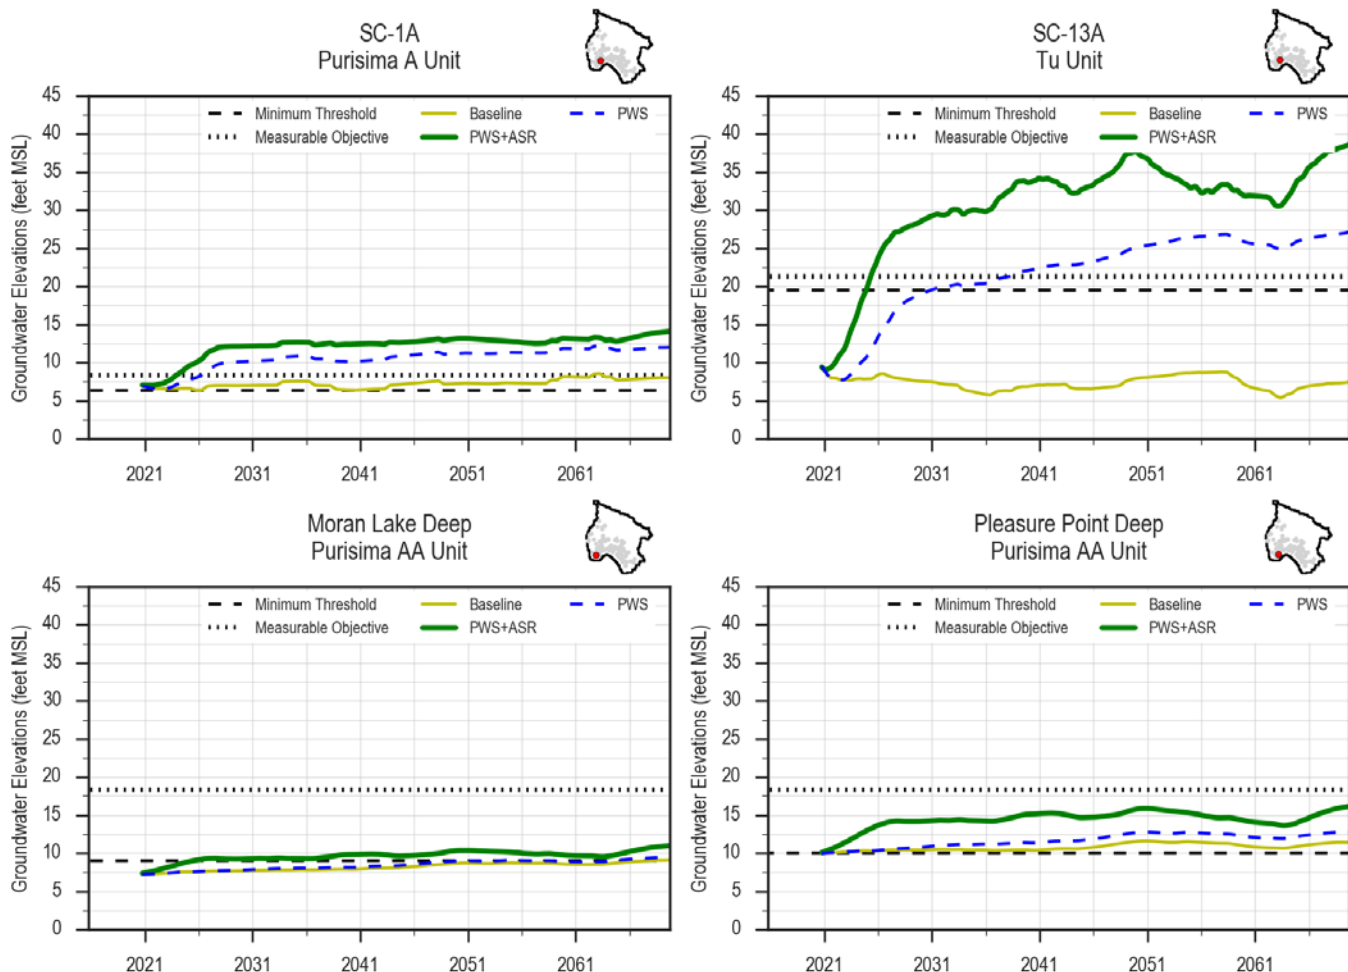 SC-1A
Purisima A Unit
45
40
35
30
25
20
15
10
5
0
Groundwater Elevations (feet MSL)
Minimum Threshold
Measurable Objective
Baseline
PWS+ASR
PWS
2021
2031
2041
2051
2061
SC-13A
Tu Unit
45
40
35
30
25
20
15
10
5
0
Groundwater Elevations (feet MSL)
Minimum Threshold
Measurable Objective
Baseline
PWS+ASR
PWS
2021
2031
2041
2051
2061
Moran Lake Deep
Purisima AA Unit
45
40
35
30
25
20
15
10
5
0
Groundwater Elevations (feet MSL)
Minimum Threshold
Measurable Objective
Baseline
PWS+ASR
PWS
2021
2031
2041
2051
2061
Pleasure Point Deep
Purisima AA Unit
45
40
35
30
25
20
15
10
5
0
Groundwater Elevations (feet MSL)
Minimum Threshold
Measurable Objective
Baseline
PWS+ASR
PWS
2021
2031
2041
2051
2061